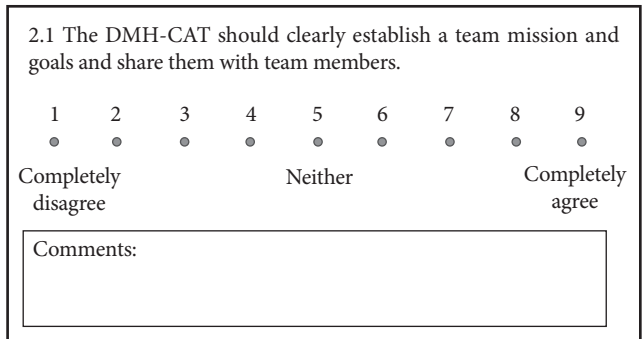 2.1 The DMH-CAT should clearly establish a team mission and
goals and share them with team members.
1 2 3 4 5 6 7 8 9
Completely disagree
Neither
Completely agree
Comments: